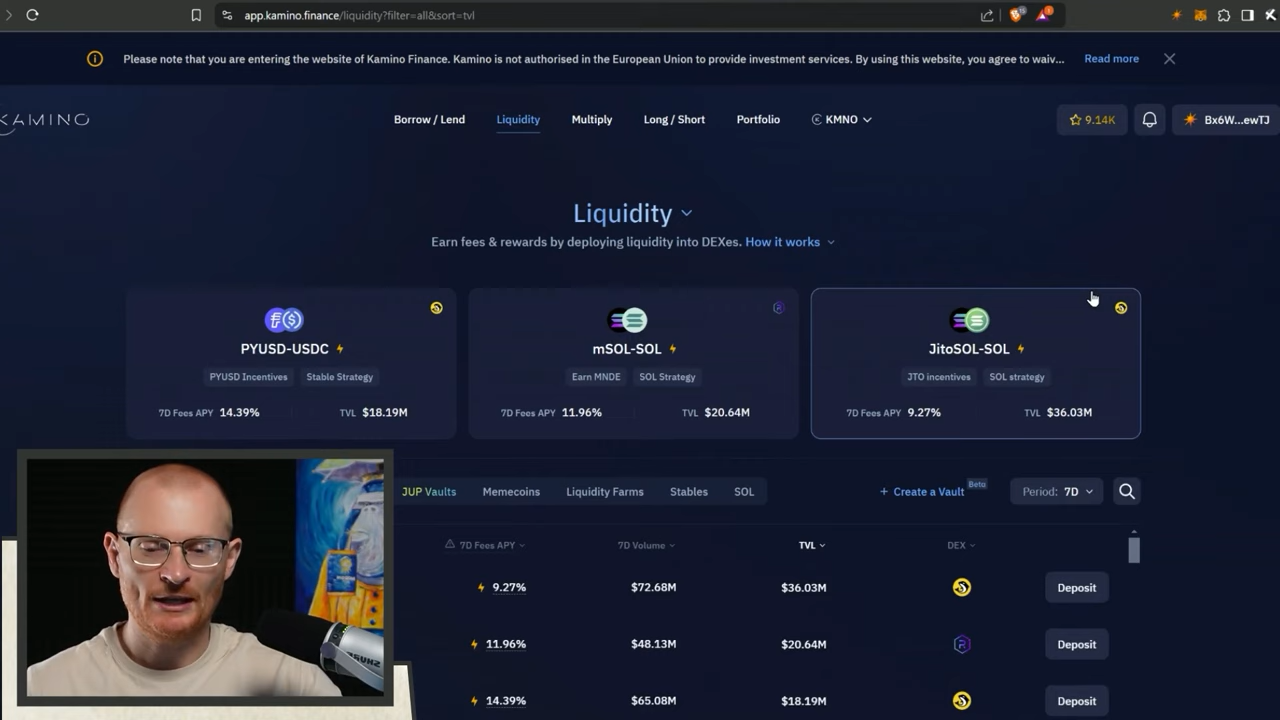 app.kamino.finance/liquidity?filter=all&sort=tvl
Please note that you are entering the website of Kamino Finance. Kamino is not authorised in the European Union to provide investment services. By using this website, you agree to waiv...
Read more
KAMINO
Borrow / Lend
Liquidity
Multiply
Long / Short
Portfolio
KMNO
9.14K
Bx6W...ewTJ
Liquidity
Earn fees & rewards by deploying liquidity into DEXes. How it works
PYUSD-USDC
PYUSD Incentives
Stable Strategy
7D Fees APY 14.39%
TVL $18.19M
mSOL-SOL
Earn MNDE
SOL Strategy
7D Fees APY 11.96%
TVL $20.64M
JitoSOL-SOL
JTO incentives
SOL strategy
7D Fees APY 9.27%
TVL $36.03M
JUP Vaults
Memecoins
Liquidity Farms
Stables
SOL
+ Create a Vault
Beta
Period: 7D
7D Fees APY
7D Volume
TVL
DEX
9.27%
$72.68M
$36.03M
Deposit
11.96%
$48.13M
$20.64M
Deposit
14.39%
$65.08M
$18.19M
Deposit